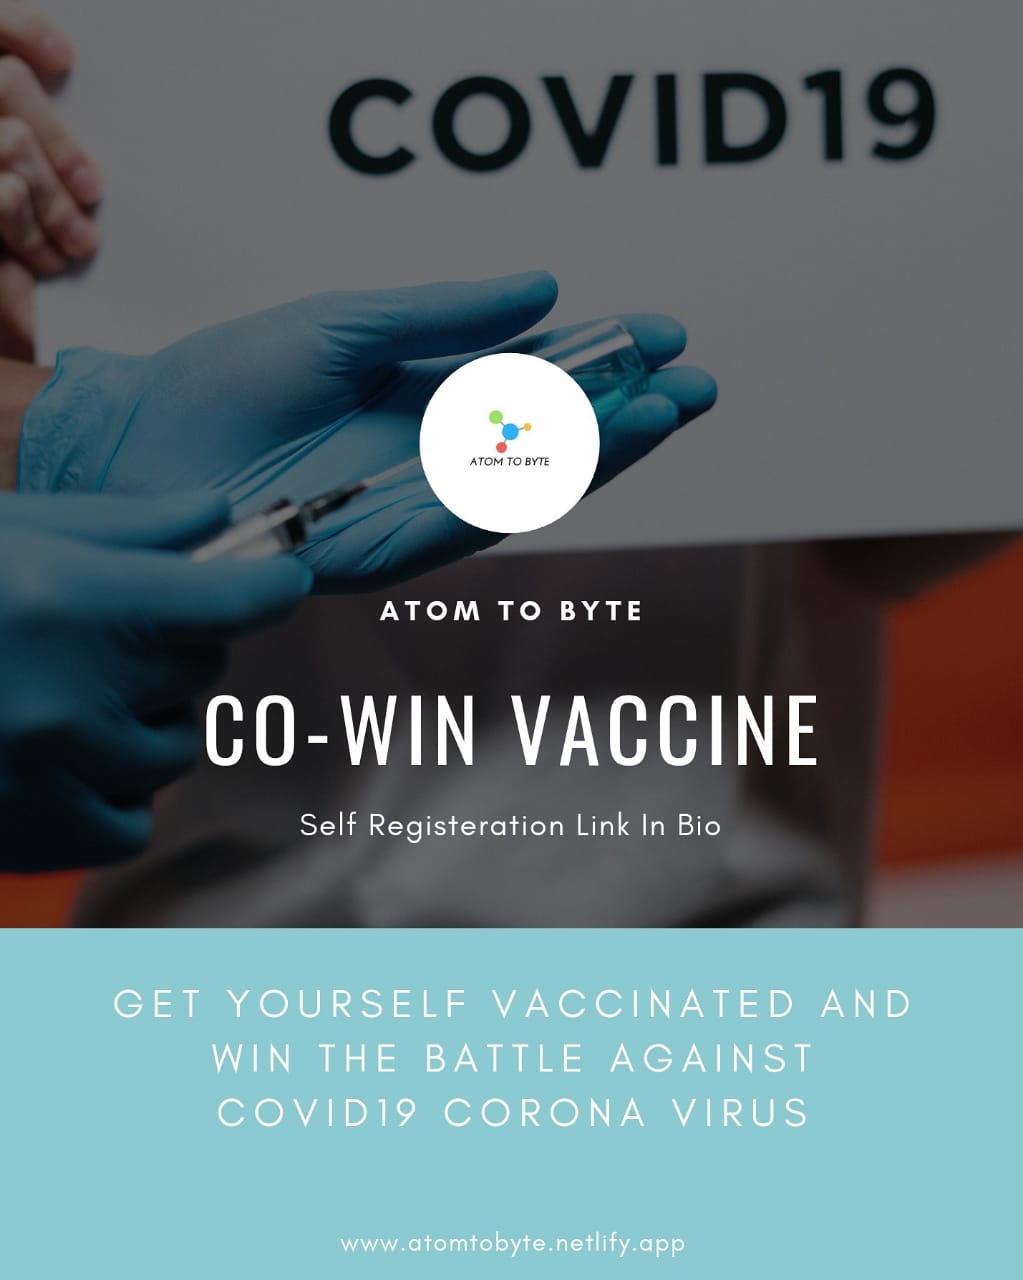 COVID19
ATOM TO BYTE
ATOM TO BYTE
CO-WIN VACCINE
Self Registeration Link In Bio
GET YOURSELF VACCINATED AND
WIN THE BATTLE AGAINST
COVID19 CORONA VIRUS
www.atomtobyte.netlify.app